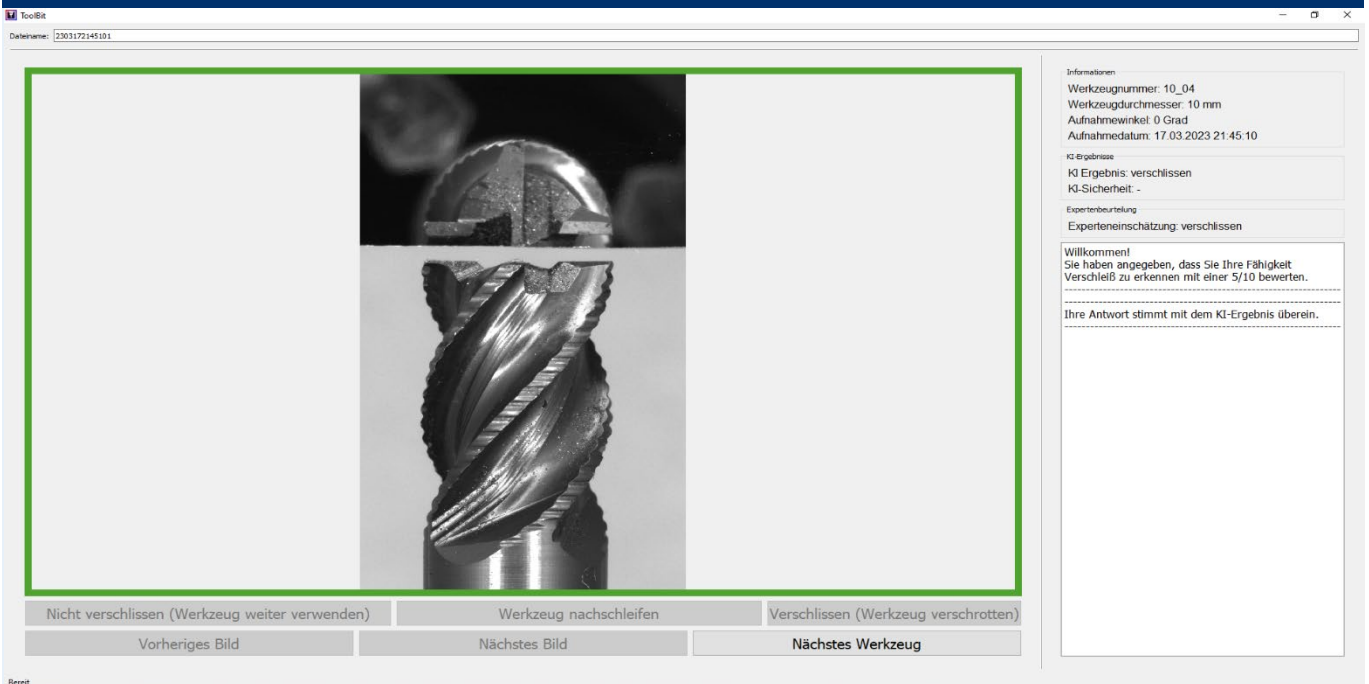 ToolBit
Dateiname: 2303172145101
Informationen
Werkzeugnummer: 10_04
Werkzeugdurchmesser: 10 mm
Aufnahmewinkel: 0 Grad
Aufnahmedatum: 17.03.2023 21:45:10
KI-Ergebnisse
KI Ergebnis: verschlissen
KI-Sicherheit: -
Expertenbeurteilung
Experteneinschätzung: verschlissen
Willkommen!
Sie haben angegeben, dass Sie Ihre Fähigkeit
Verschleiß zu erkennen mit einer 5/10 bewerten.
Ihre Antwort stimmt mit dem KI-Ergebnis überein.
Nicht verschlissen (Werkzeug weiter verwenden)
Werkzeug nachschleifen
Verschlissen (Werkzeug verschrotten)
Vorheriges Bild
Nächstes Bild
Nächstes Werkzeug
Bereit